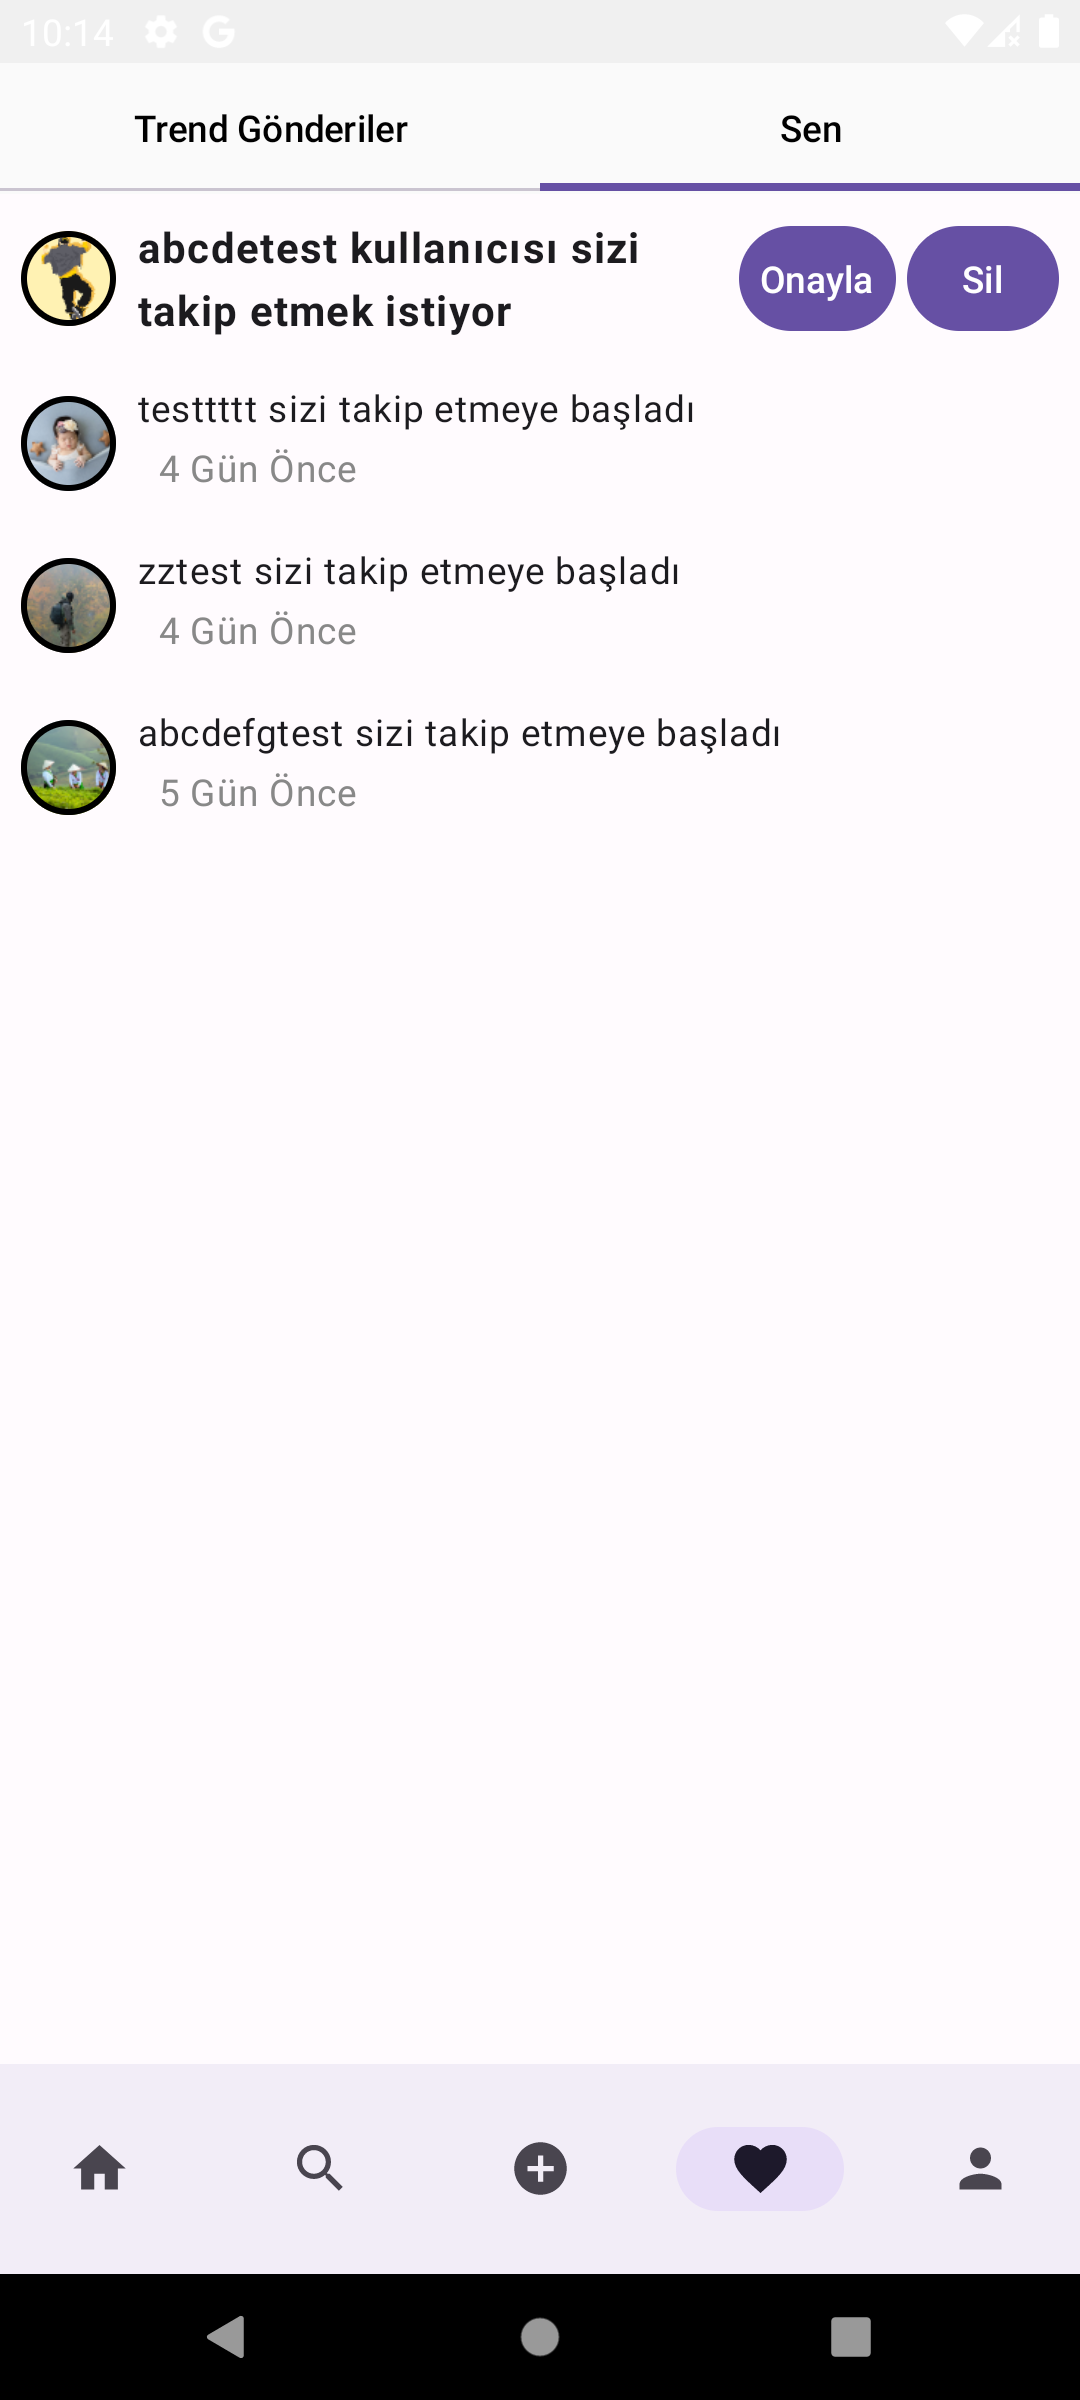 10:14
Trend Gönderiler
Sen
abcdetest kullanıcısı sizi
takip etmek istiyor
Onayla
Sil
testtttt sizi takip etmeye başladı
4 Gün Önce
zztest sizi takip etmeye başladı
4 Gün Önce
abcdefgtest sizi takip etmeye başladı
5 Gün Önce